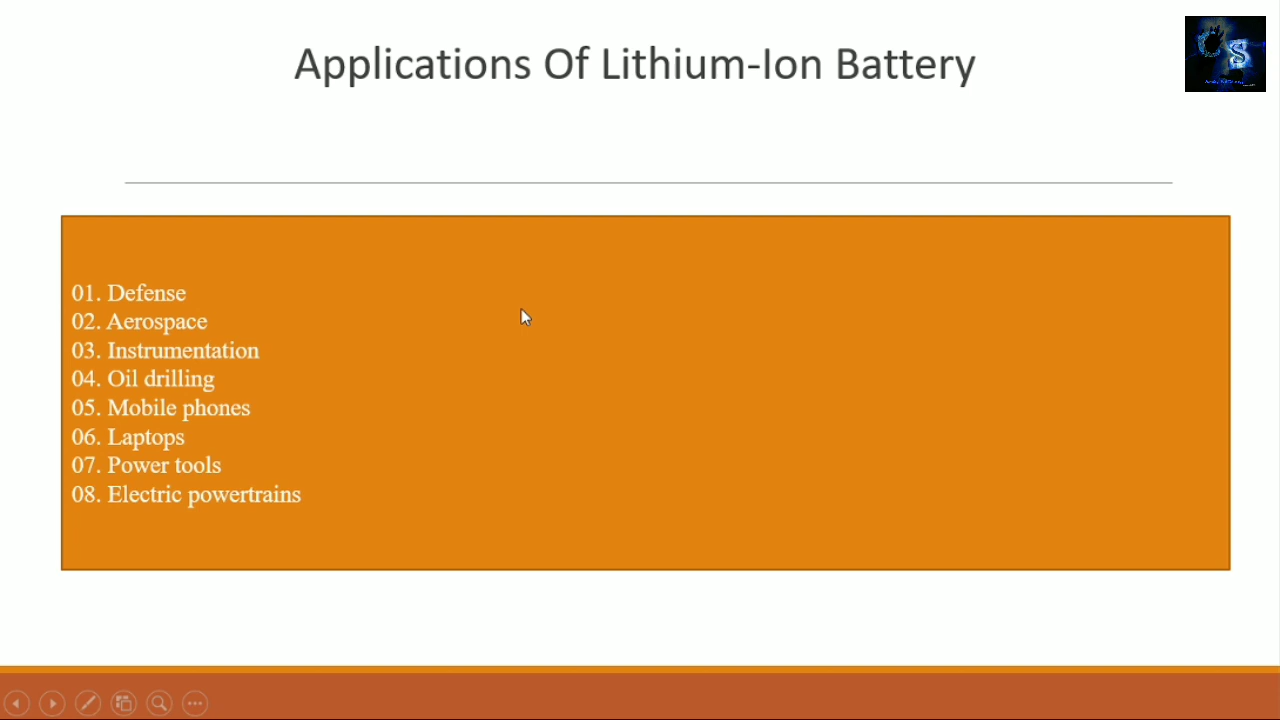 Applications Of Lithium-Ion Battery
01. Defense
02. Aerospace
03. Instrumentation
04. Oil drilling
05. Mobile phones
06. Laptops
07. Power tools
08. Electric powertrains